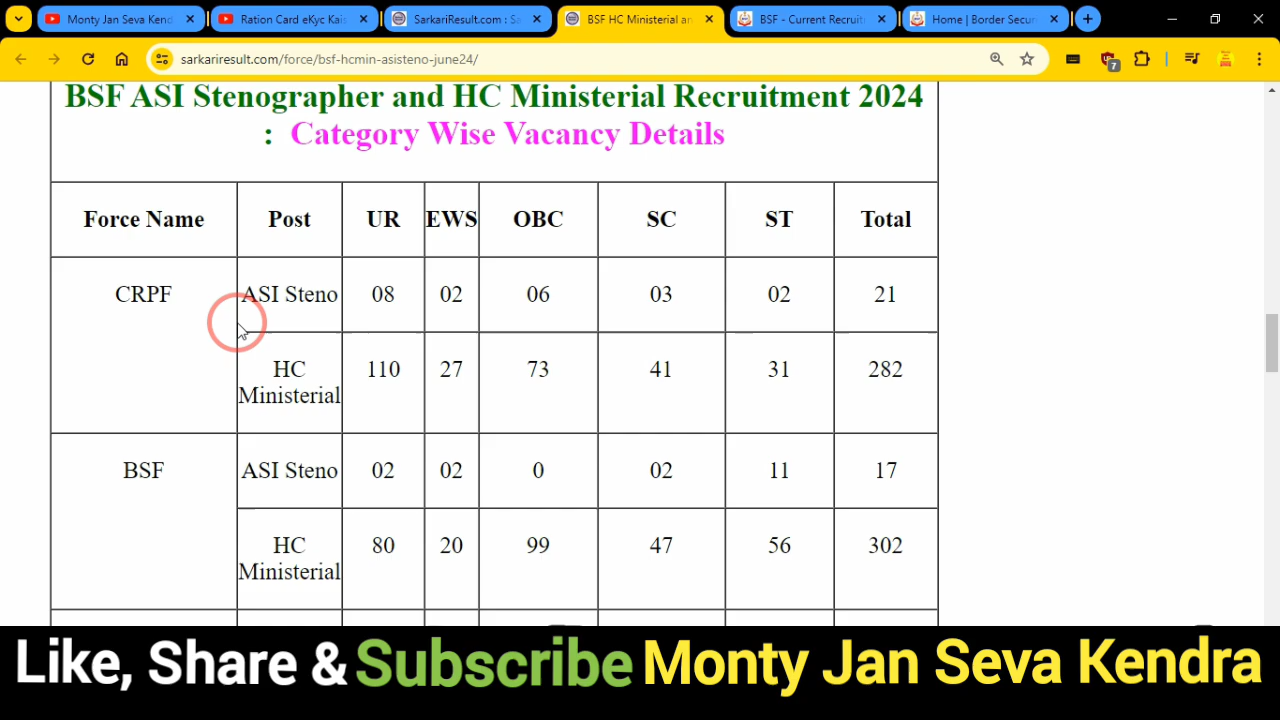 Monty Jan Seva Kend
Ration Card eKyc Kais
SarkariResult.com : Sa
BSF HC Ministerial an
BSF - Current Recruit
Home | Border Secur
sarkariresult.com/force/bsf-hcmin-asisteno-june24/
7
BSF ASI Stenographer and HC Ministerial Recruitment 2024
: Category Wise Vacancy Details
Force Name Post UR EWS OBC SC ST Total
CRPF ASI Steno 08 02 06 03 02 21
HC Ministerial 110 27 73 41 31 282
BSF ASI Steno 02 02 0 02 11 17
HC Ministerial 80 20 99 47 56 302
Like, Share & Subscribe Monty Jan Seva Kendra